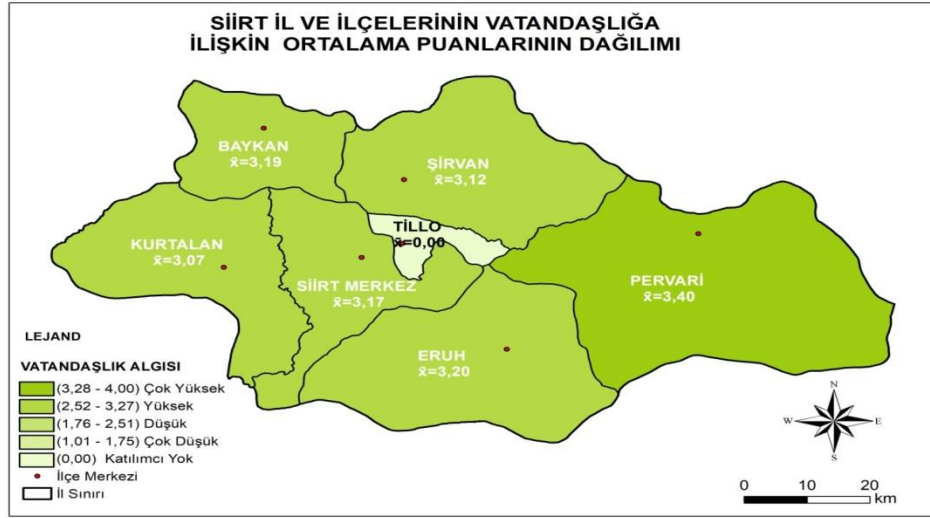 SİİRT İL VE İLÇELERİNİN VATANDAŞLIĞA
İLİŞKİN ORTALAMA PUANLARININ DAĞILIMI
BAYKAN
x̄=3,19
ŞİRVAN
x̄=3,12
TİLLO
x̄=0,00
KURTALAN
x̄=3,07
SİİRT MERKEZ
x̄=3,17
PERVARİ
x̄=3,40
ERUH
x̄=3,20
LEJAND
VATANDAŞLIK ALGISI
(3,28 - 4,00) Çok Yüksek
(2,52 - 3,27) Yüksek
(1,76 - 2,51) Düşük
(1,01 - 1,75) Çok Düşük
(0,00) Katılımcı Yok
İlçe Merkezi
İl Sınırı
N
W E
S
0 10 20
km